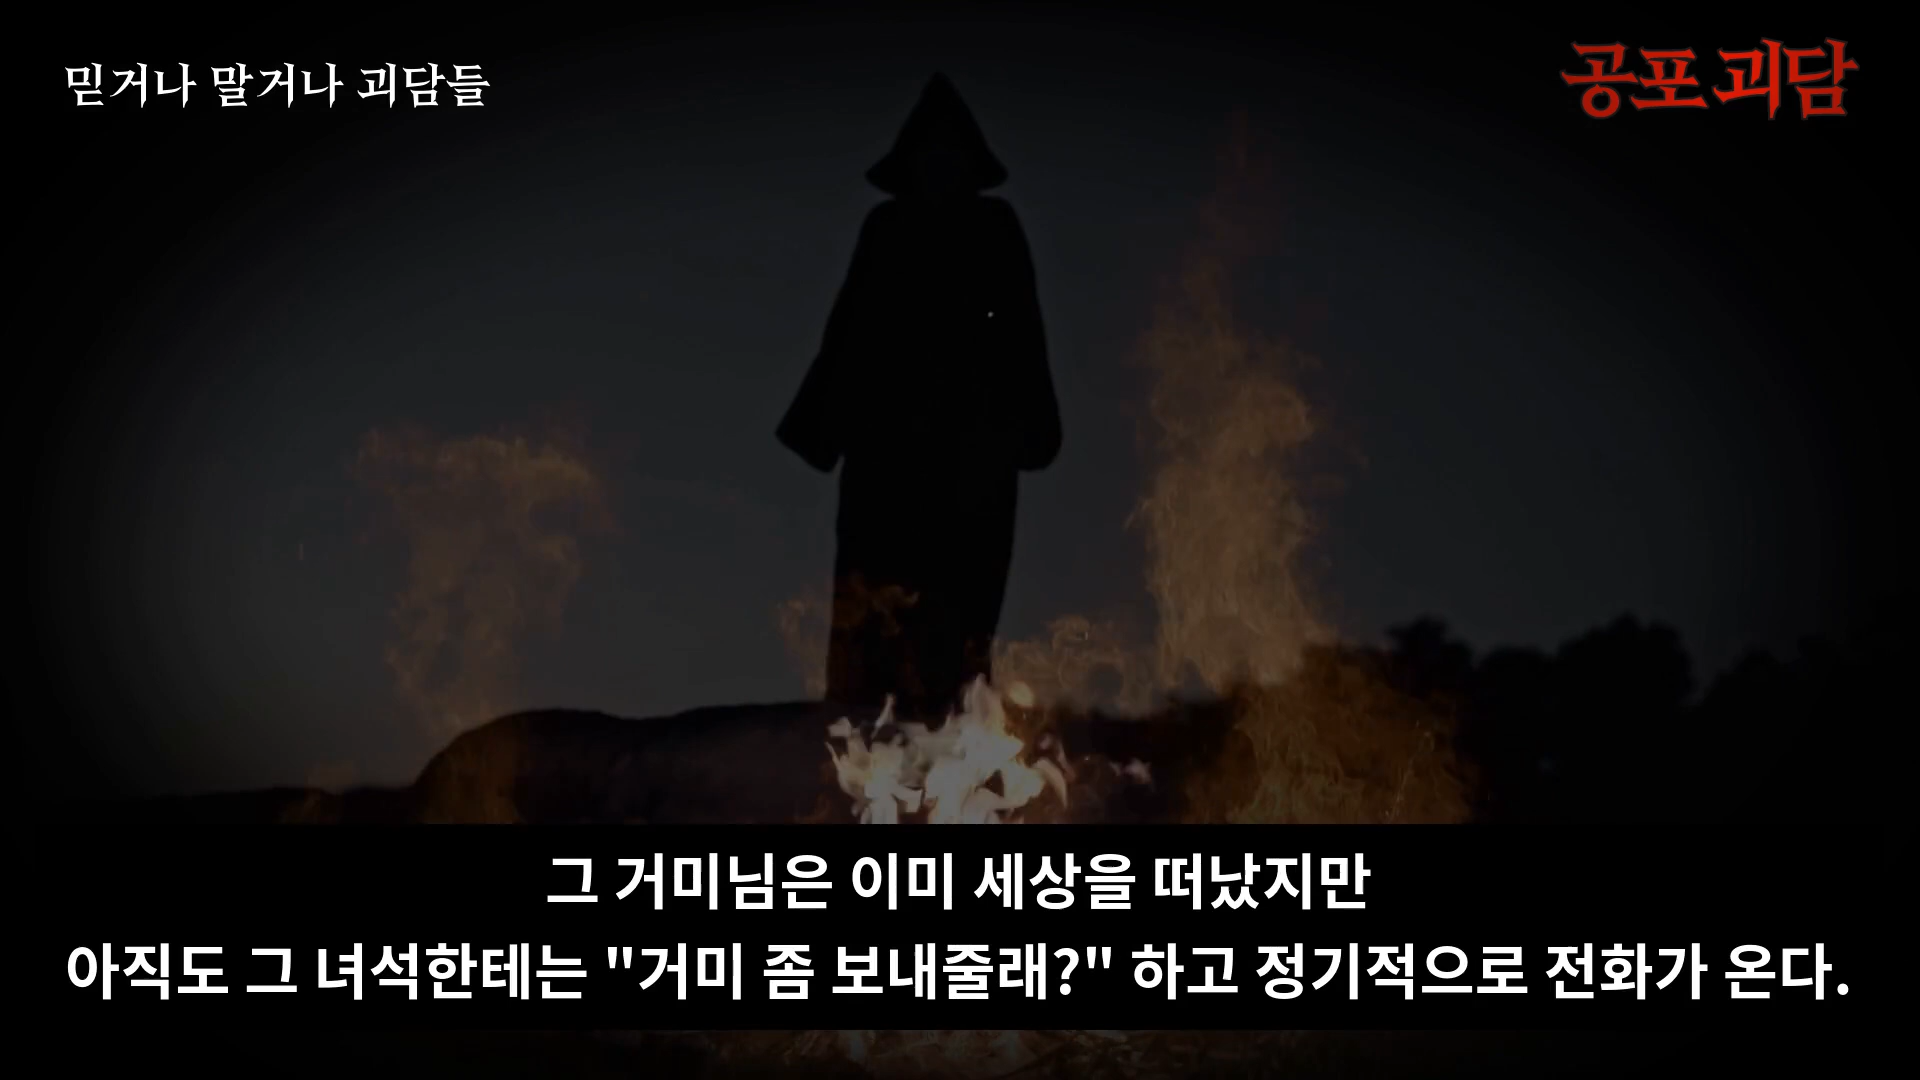 믿거나 말거나 괴담들
공포 괴담
그 거미님은 이미 세상을 떠났지만
아직도 그 녀석한테는 "거미 좀 보내줄래?" 하고 정기적으로 전화가 온다.